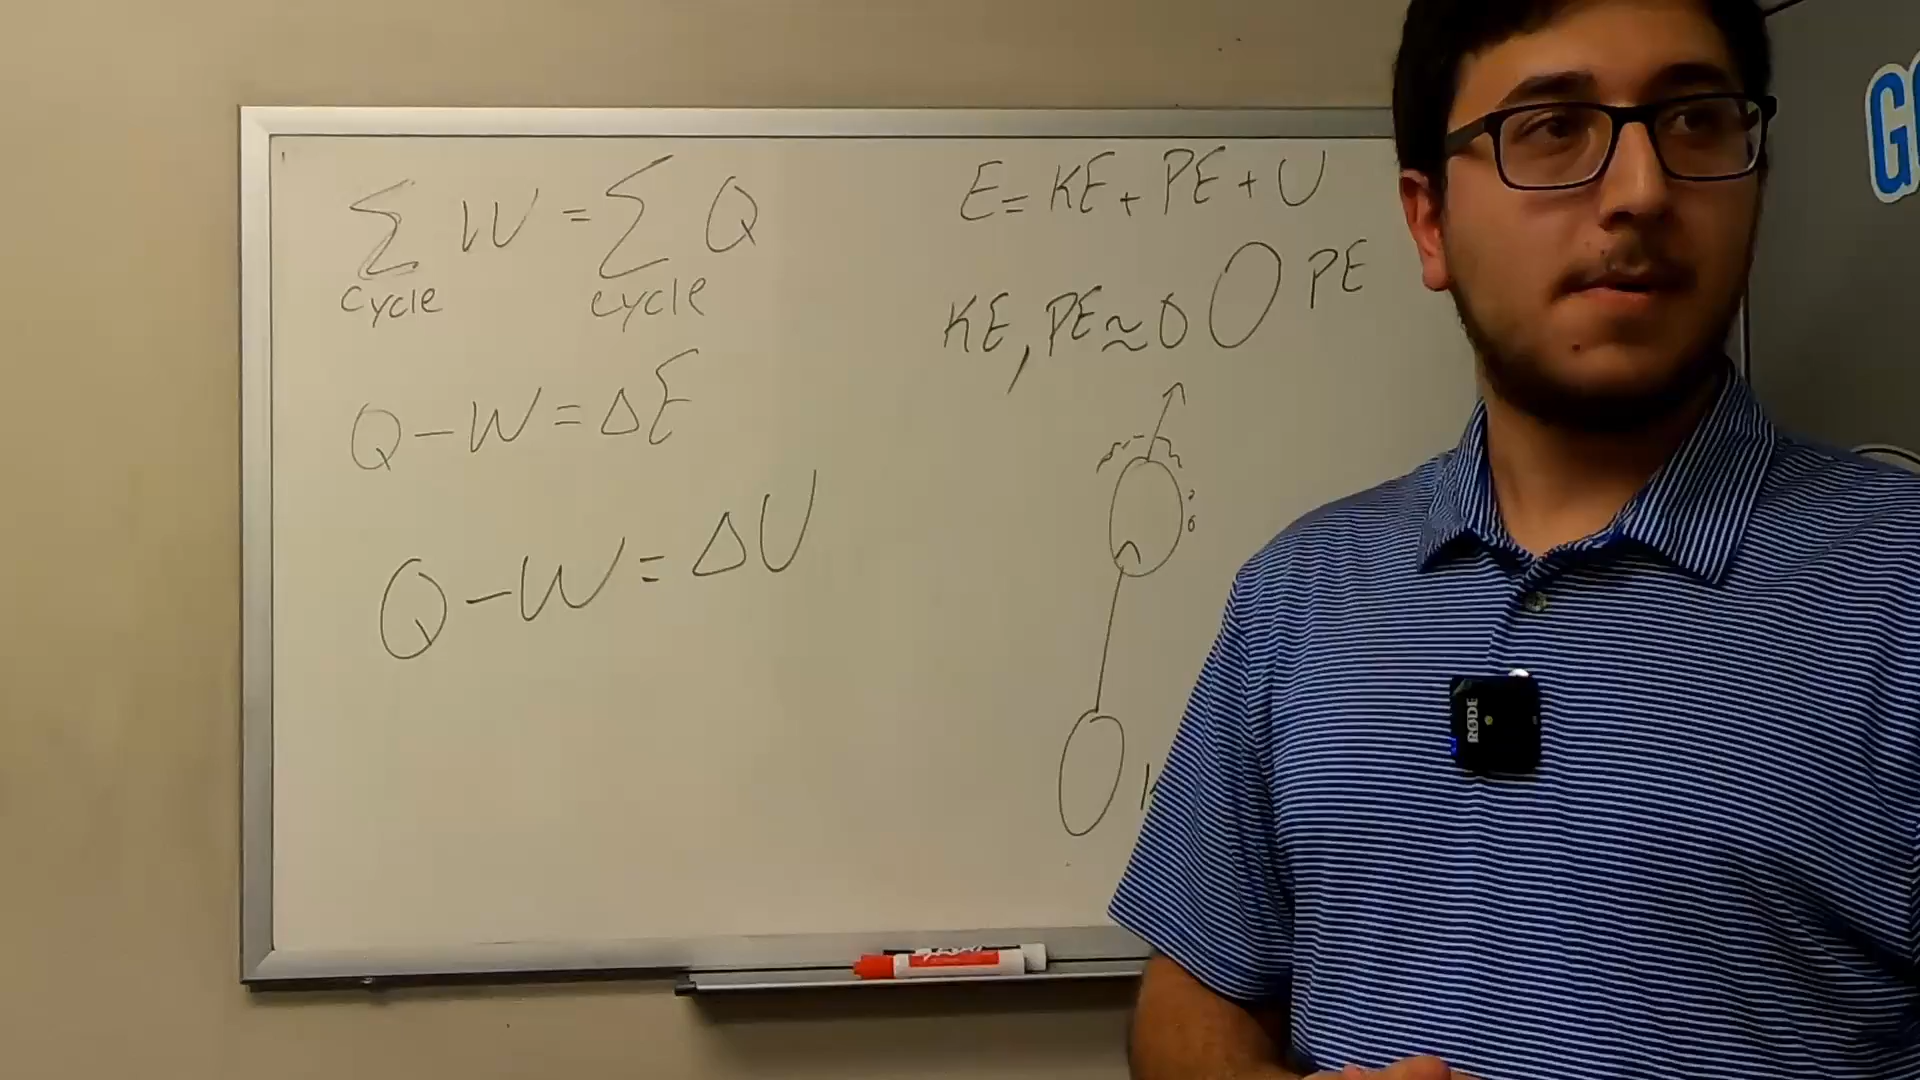 ∑ W = ∑ Q
cycle cycle
Q - W = ΔE
Q - W = ΔU
E = KE + PE + U
KE, PE ≈ 0
PE
RØDE